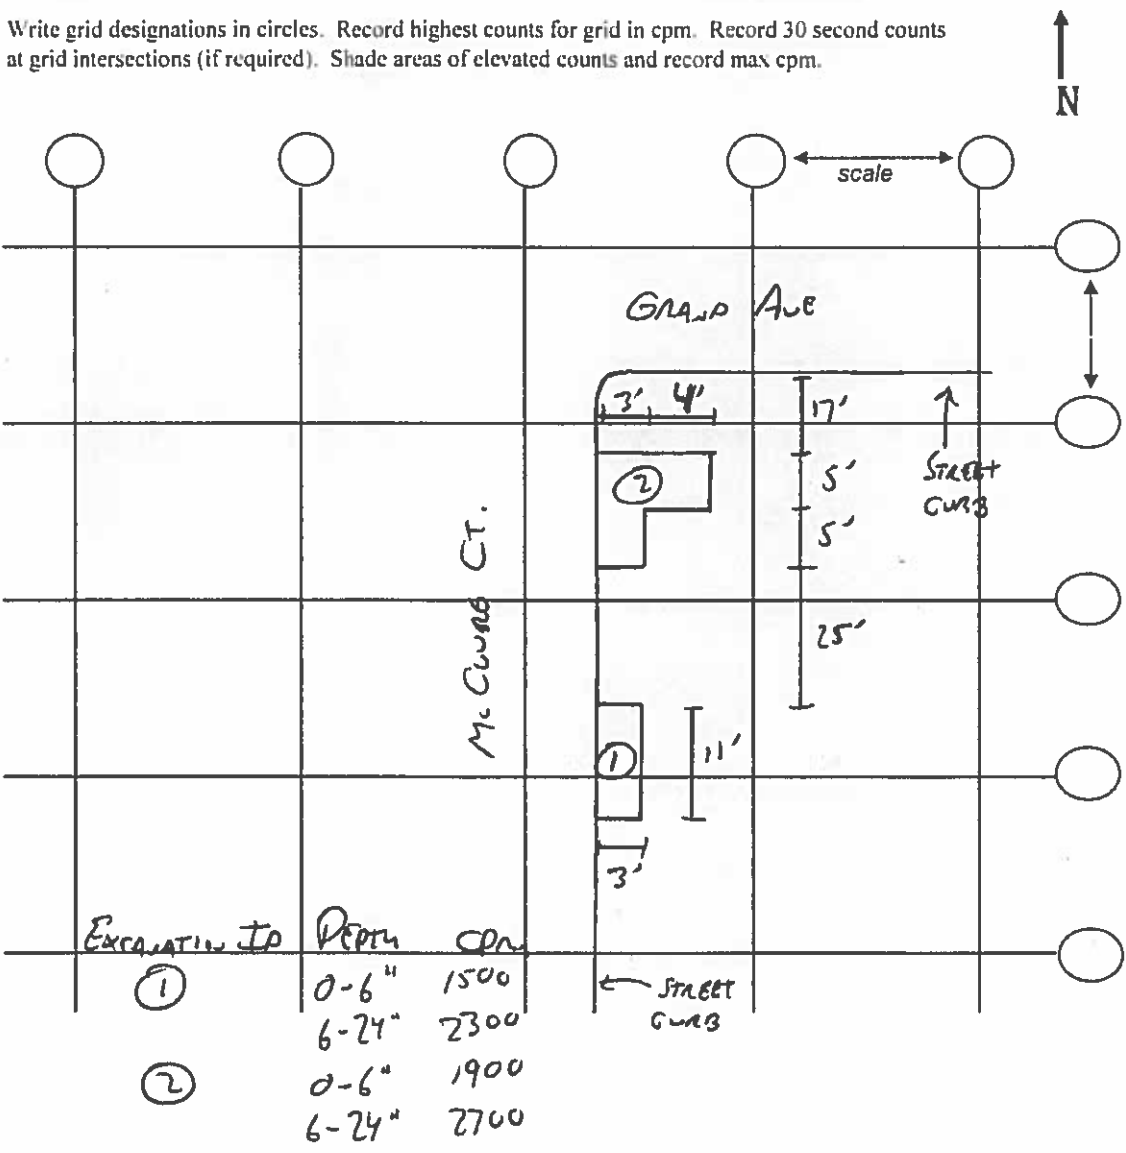 Write grid designations in circles. Record highest counts for grid in cpm. Record 30 second counts
at grid intersections (if required). Shade areas of elevated counts and record max cpm.
N
scale
GRAND AVE
3' 4' 17'
STREET
CURB
2
5'
5'
McCLURG CT.
25'
1
11'
3'
EXCAVATION ID DEPTH CPM
1 0-6" 1500
6-24" 2300
STREET
CURB
2 0-6" 1900
6-24" 2700